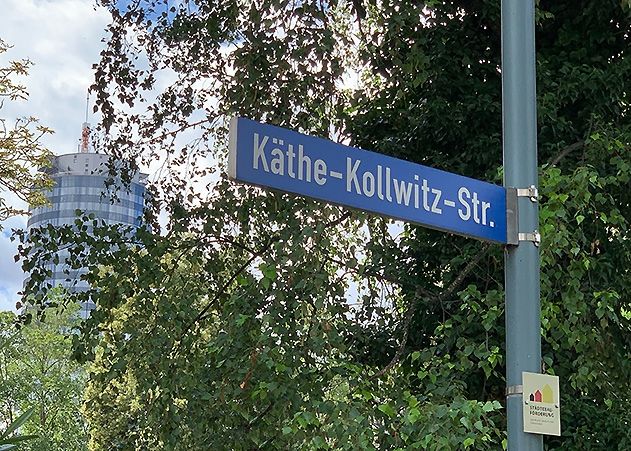 Käthe-Kollwitz-Str.
STÄDTEBAU-
FÖRDERUNG